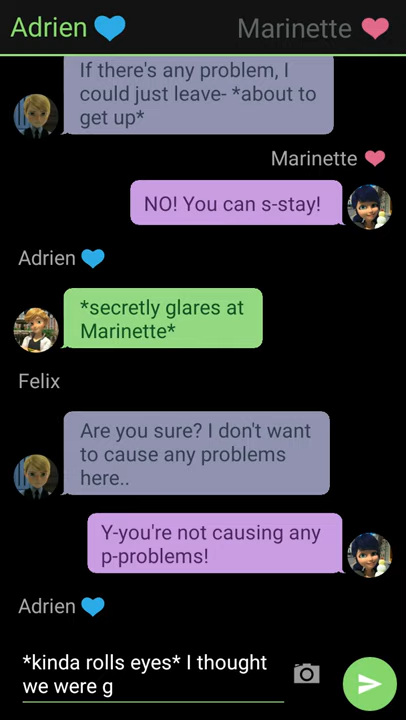 Adrien 💙 Marinette 💗
If there's any problem, I
could just leave- *about to
get up*
Marinette 💗
NO! You can s-stay!
Adrien 💙
*secretly glares at
Marinette*
Felix
Are you sure? I don't want
to cause any problems
here..
Y-you're not causing any
p-problems!
Adrien 💙
*kinda rolls eyes* I thought
we were g